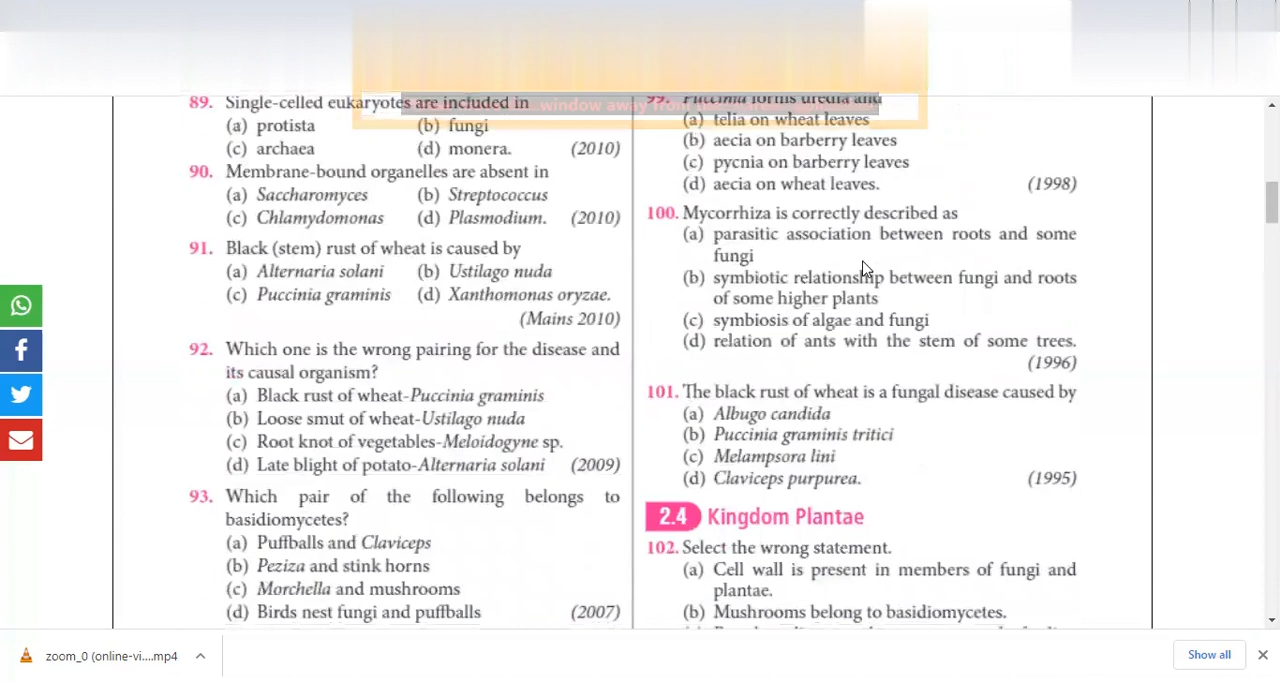 89. Single-celled eukaryotes are included in
(a) protista (b) fungi
(c) archaea (d) monera. (2010)
90. Membrane-bound organelles are absent in
(a) Saccharomyces (b) Streptococcus
(c) Chlamydomonas (d) Plasmodium. (2010)
91. Black (stem) rust of wheat is caused by
(a) Alternaria solani (b) Ustilago nuda
(c) Puccinia graminis (d) Xanthomonas oryzae.
(Mains 2010)
92. Which one is the wrong pairing for the disease and
its causal organism?
(a) Black rust of wheat-Puccinia graminis
(b) Loose smut of wheat-Ustilago nuda
(c) Root knot of vegetables-Meloidogyne sp.
(d) Late blight of potato-Alternaria solani (2009)
93. Which pair of the following belongs to
basidiomycetes?
(a) Puffballs and Claviceps
(b) Peziza and stink horns
(c) Morchella and mushrooms
(d) Birds nest fungi and puffballs (2007)
window away from
99. Puccinia forms uredia and
(a) telia on wheat leaves
(b) aecia on barberry leaves
(c) pycnia on barberry leaves
(d) aecia on wheat leaves. (1998)
100. Mycorrhiza is correctly described as
(a) parasitic association between roots and some
fungi
(b) symbiotic relationship between fungi and roots
of some higher plants
(c) symbiosis of algae and fungi
(d) relation of ants with the stem of some trees.
(1996)
101. The black rust of wheat is a fungal disease caused by
(a) Albugo candida
(b) Puccinia graminis tritici
(c) Melampsora lini
(d) Claviceps purpurea. (1995)
2.4 Kingdom Plantae
102. Select the wrong statement.
(a) Cell wall is present in members of fungi and
plantae.
(b) Mushrooms belong to basidiomycetes.
zoom_0 (online-vi....mp4
Show all